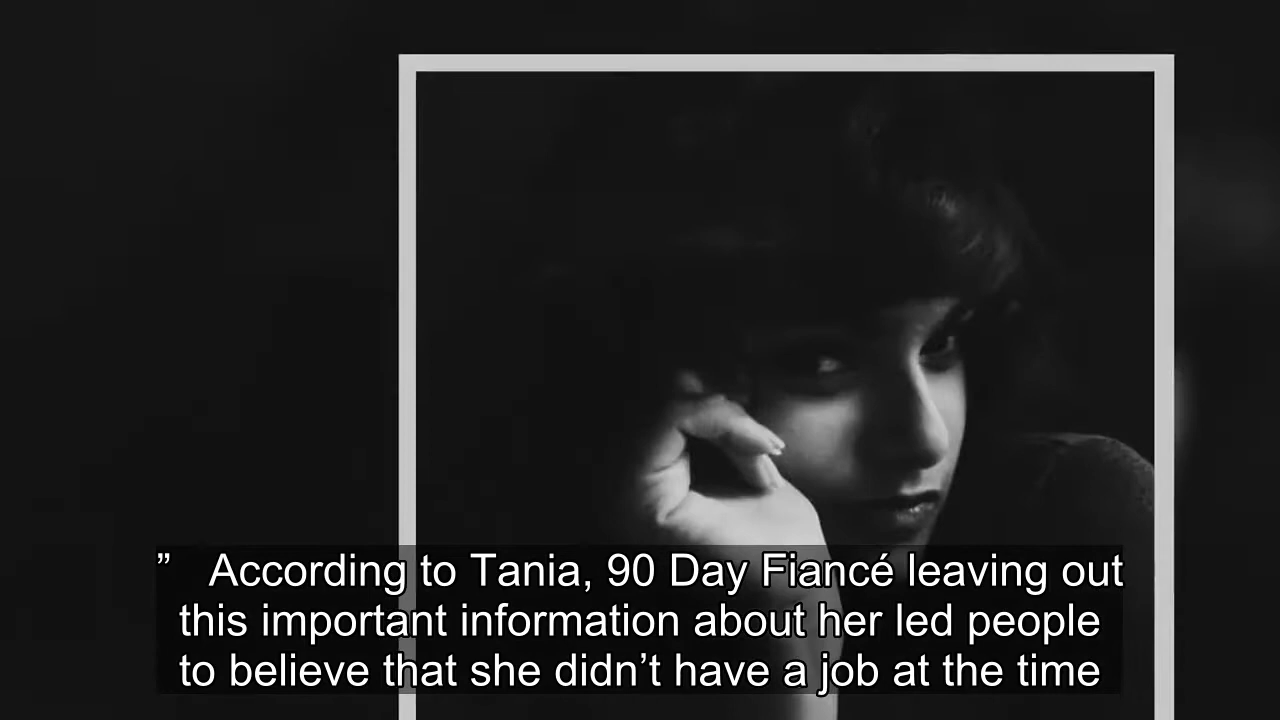 ” According to Tania, 90 Day Fiancé leaving out
this important information about her led people
to believe that she didn’t have a job at the time